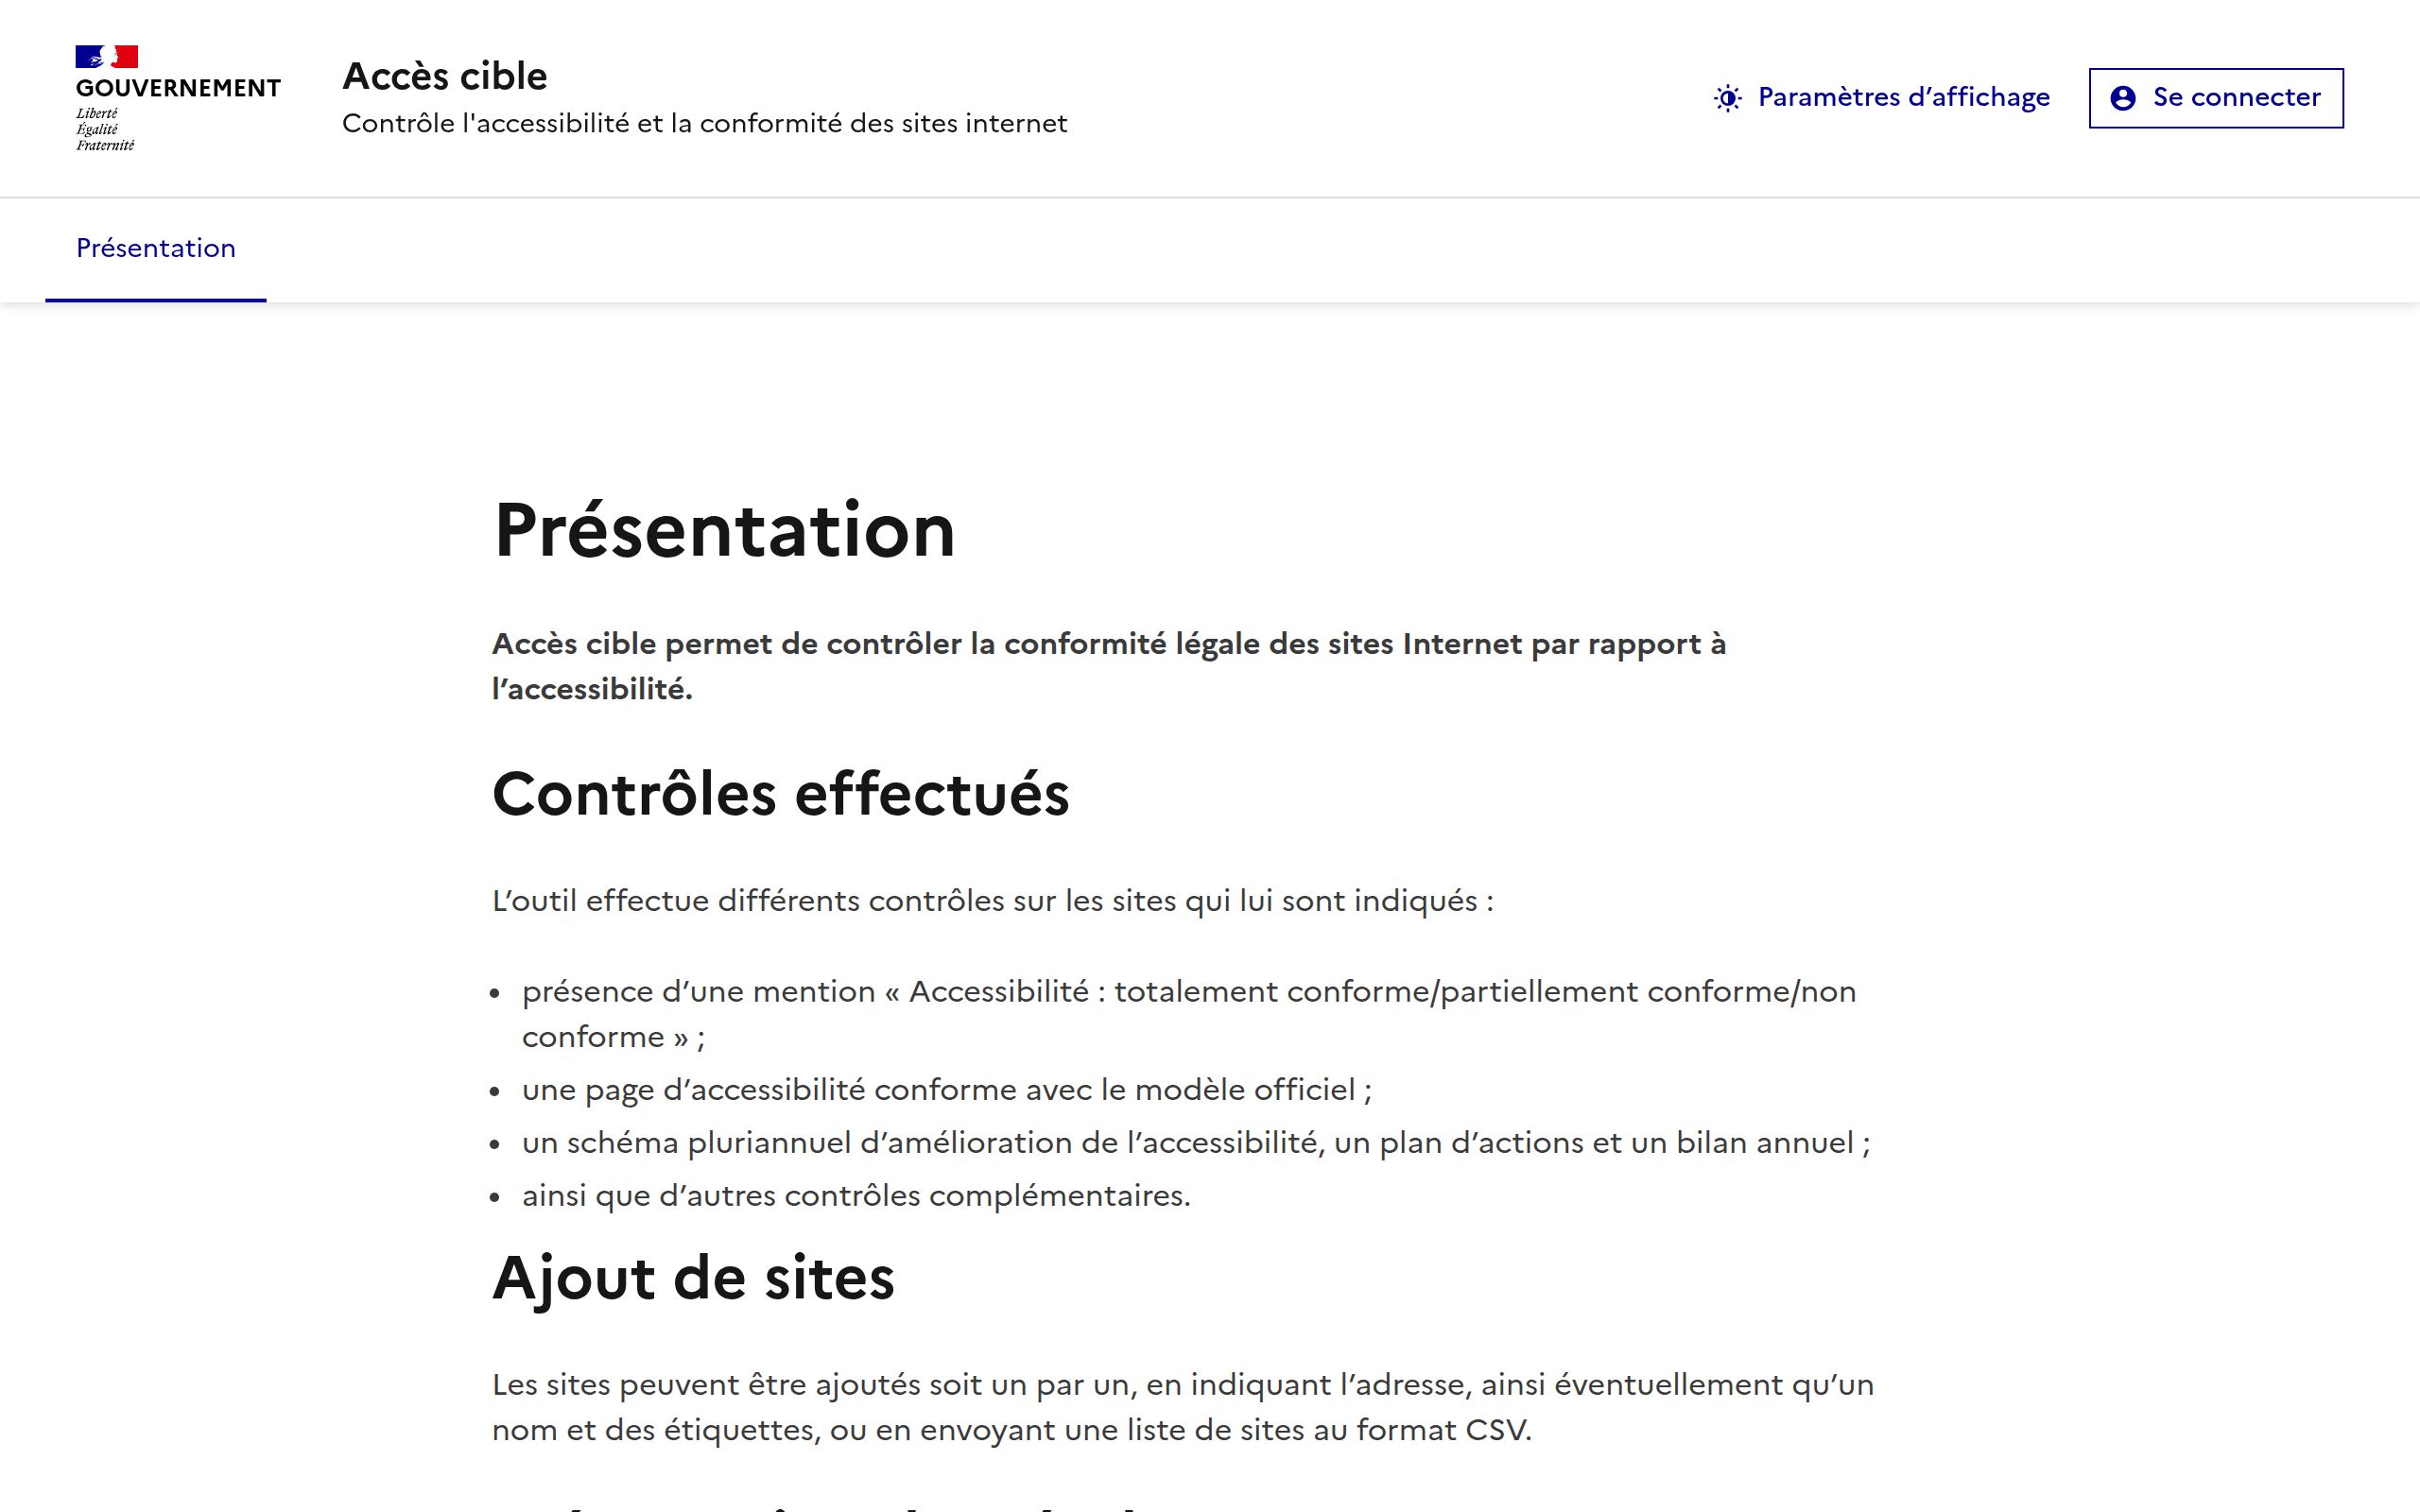 GOUVERNEMENT
Liberté
Égalité
Fraternité
Accès cible
Contrôle l'accessibilité et la conformité des sites internet
Paramètres d’affichage
Se connecter
Présentation
Présentation
Accès cible permet de contrôler la conformité légale des sites Internet par rapport à
l’accessibilité.
Contrôles effectués
L’outil effectue différents contrôles sur les sites qui lui sont indiqués :
• présence d’une mention « Accessibilité : totalement conforme/partiellement conforme/non
conforme » ;
• une page d’accessibilité conforme avec le modèle officiel ;
• un schéma pluriannuel d’amélioration de l’accessibilité, un plan d’actions et un bilan annuel ;
• ainsi que d’autres contrôles complémentaires.
Ajout de sites
Les sites peuvent être ajoutés soit un par un, en indiquant l’adresse, ainsi éventuellement qu’un
nom et des étiquettes, ou en envoyant une liste de sites au format CSV.